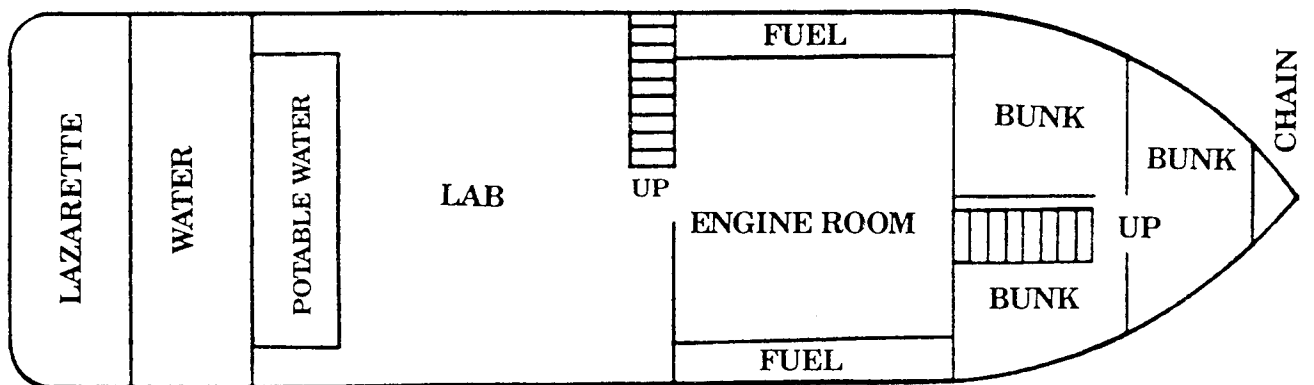 LAZARETTE
WATER
POTABLE WATER
LAB
UP
FUEL
ENGINE ROOM
FUEL
BUNK
BUNK
UP
BUNK
CHAIN